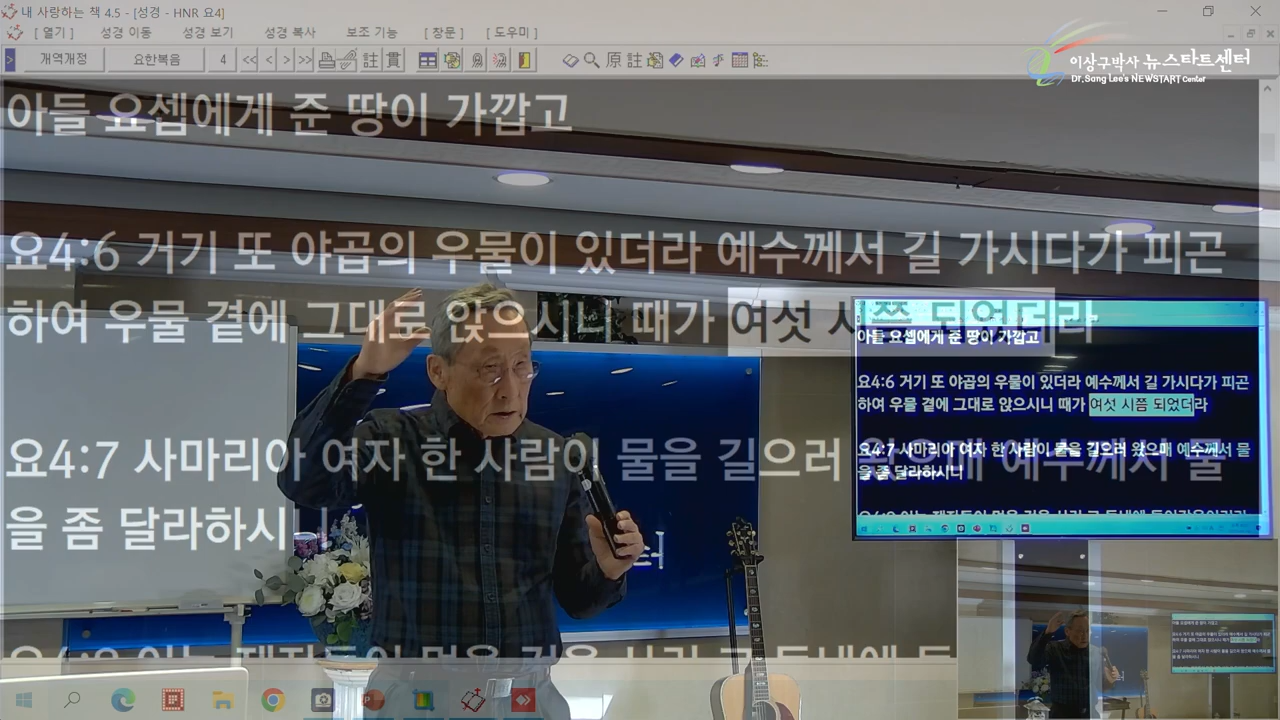 내 사랑하는 책 4.5 - [성경 - HNR 요4]
[ 열기 ] 성경 이동 성경 보기 성경 복사 보조 기능 [ 창문 ] [ 도우미 ]
개역개정 요한복음 4 << < > >> 註 貫 原 註
이상구박사 뉴스타트센터
Dr. Sang Lee's NEWSTART Center
아들 요셉에게 준 땅이 가깝고
요4:6 거기 또 야곱의 우물이 있더라 예수께서 길 가시다가 피곤
하여 우물 곁에 그대로 앉으시니 때가 여섯 시쯤 되었더라
요4:7 사마리아 여자 한 사람이 물을 길으러 왔으매 예수께서 물
을 좀 달라하시니
아들 요셉에게 준 땅이 가깝고
요4:6 거기 또 야곱의 우물이 있더라 예수께서 길 가시다가 피곤
하여 우물 곁에 그대로 앉으시니 때가 여섯 시쯤 되었더라
요4:7 사마리아 여자 한 사람이 물을 길으러 왔으매 예수께서 물
을 좀 달라하시니